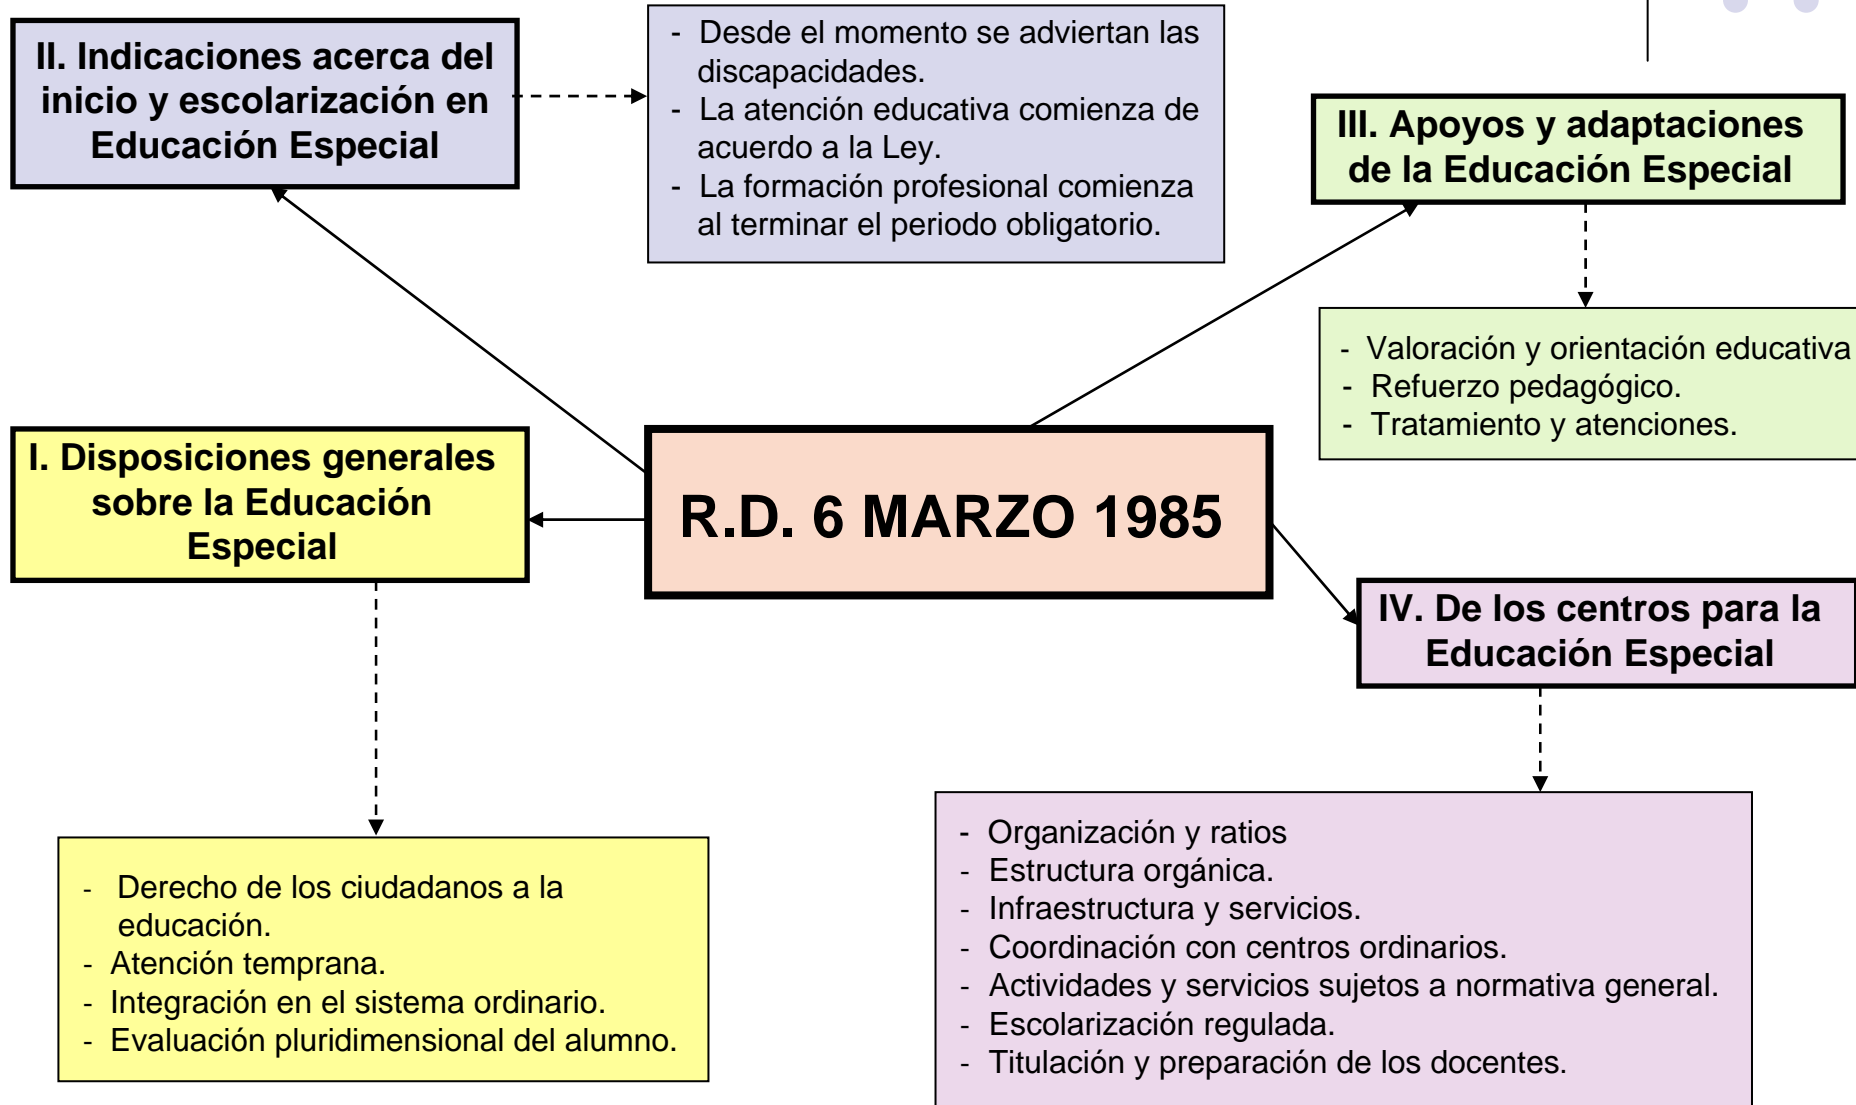 II. Indicaciones acerca del
inicio y escolarización en
Educación Especial
- Desde el momento se adviertan las
discapacidades.
- La atención educativa comienza de
acuerdo a la Ley.
- La formación profesional comienza
al terminar el periodo obligatorio.
III. Apoyos y adaptaciones
de la Educación Especial
- Valoración y orientación educativa
- Refuerzo pedagógico.
- Tratamiento y atenciones.
I. Disposiciones generales
sobre la Educación
Especial
R.D. 6 MARZO 1985
IV. De los centros para la
Educación Especial
- Derecho de los ciudadanos a la
educación.
- Atención temprana.
- Integración en el sistema ordinario.
- Evaluación pluridimensional del alumno.
- Organización y ratios
- Estructura orgánica.
- Infraestructura y servicios.
- Coordinación con centros ordinarios.
- Actividades y servicios sujetos a normativa general.
- Escolarización regulada.
- Titulación y preparación de los docentes.